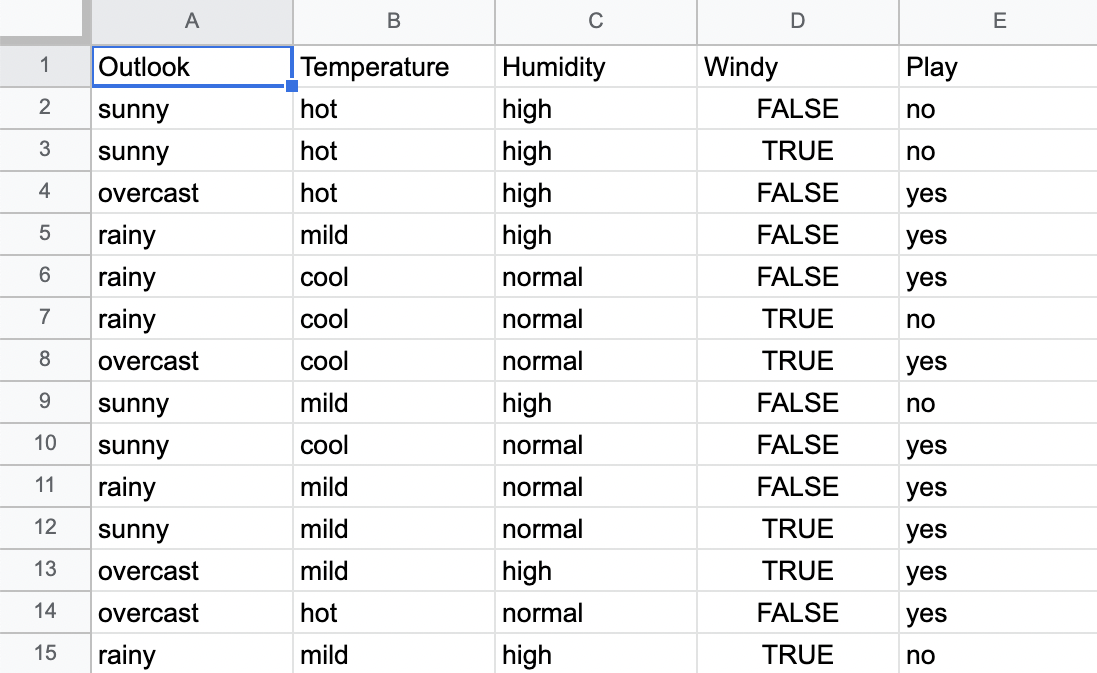 A B C D E
1 Outlook Temperature Humidity Windy Play
2 sunny hot high FALSE no
3 sunny hot high TRUE no
4 overcast hot high FALSE yes
5 rainy mild high FALSE yes
6 rainy cool normal FALSE yes
7 rainy cool normal TRUE no
8 overcast cool normal TRUE yes
9 sunny mild high FALSE no
10 sunny cool normal FALSE yes
11 rainy mild normal FALSE yes
12 sunny mild normal TRUE yes
13 overcast mild high TRUE yes
14 overcast hot normal FALSE yes
15 rainy mild high TRUE no